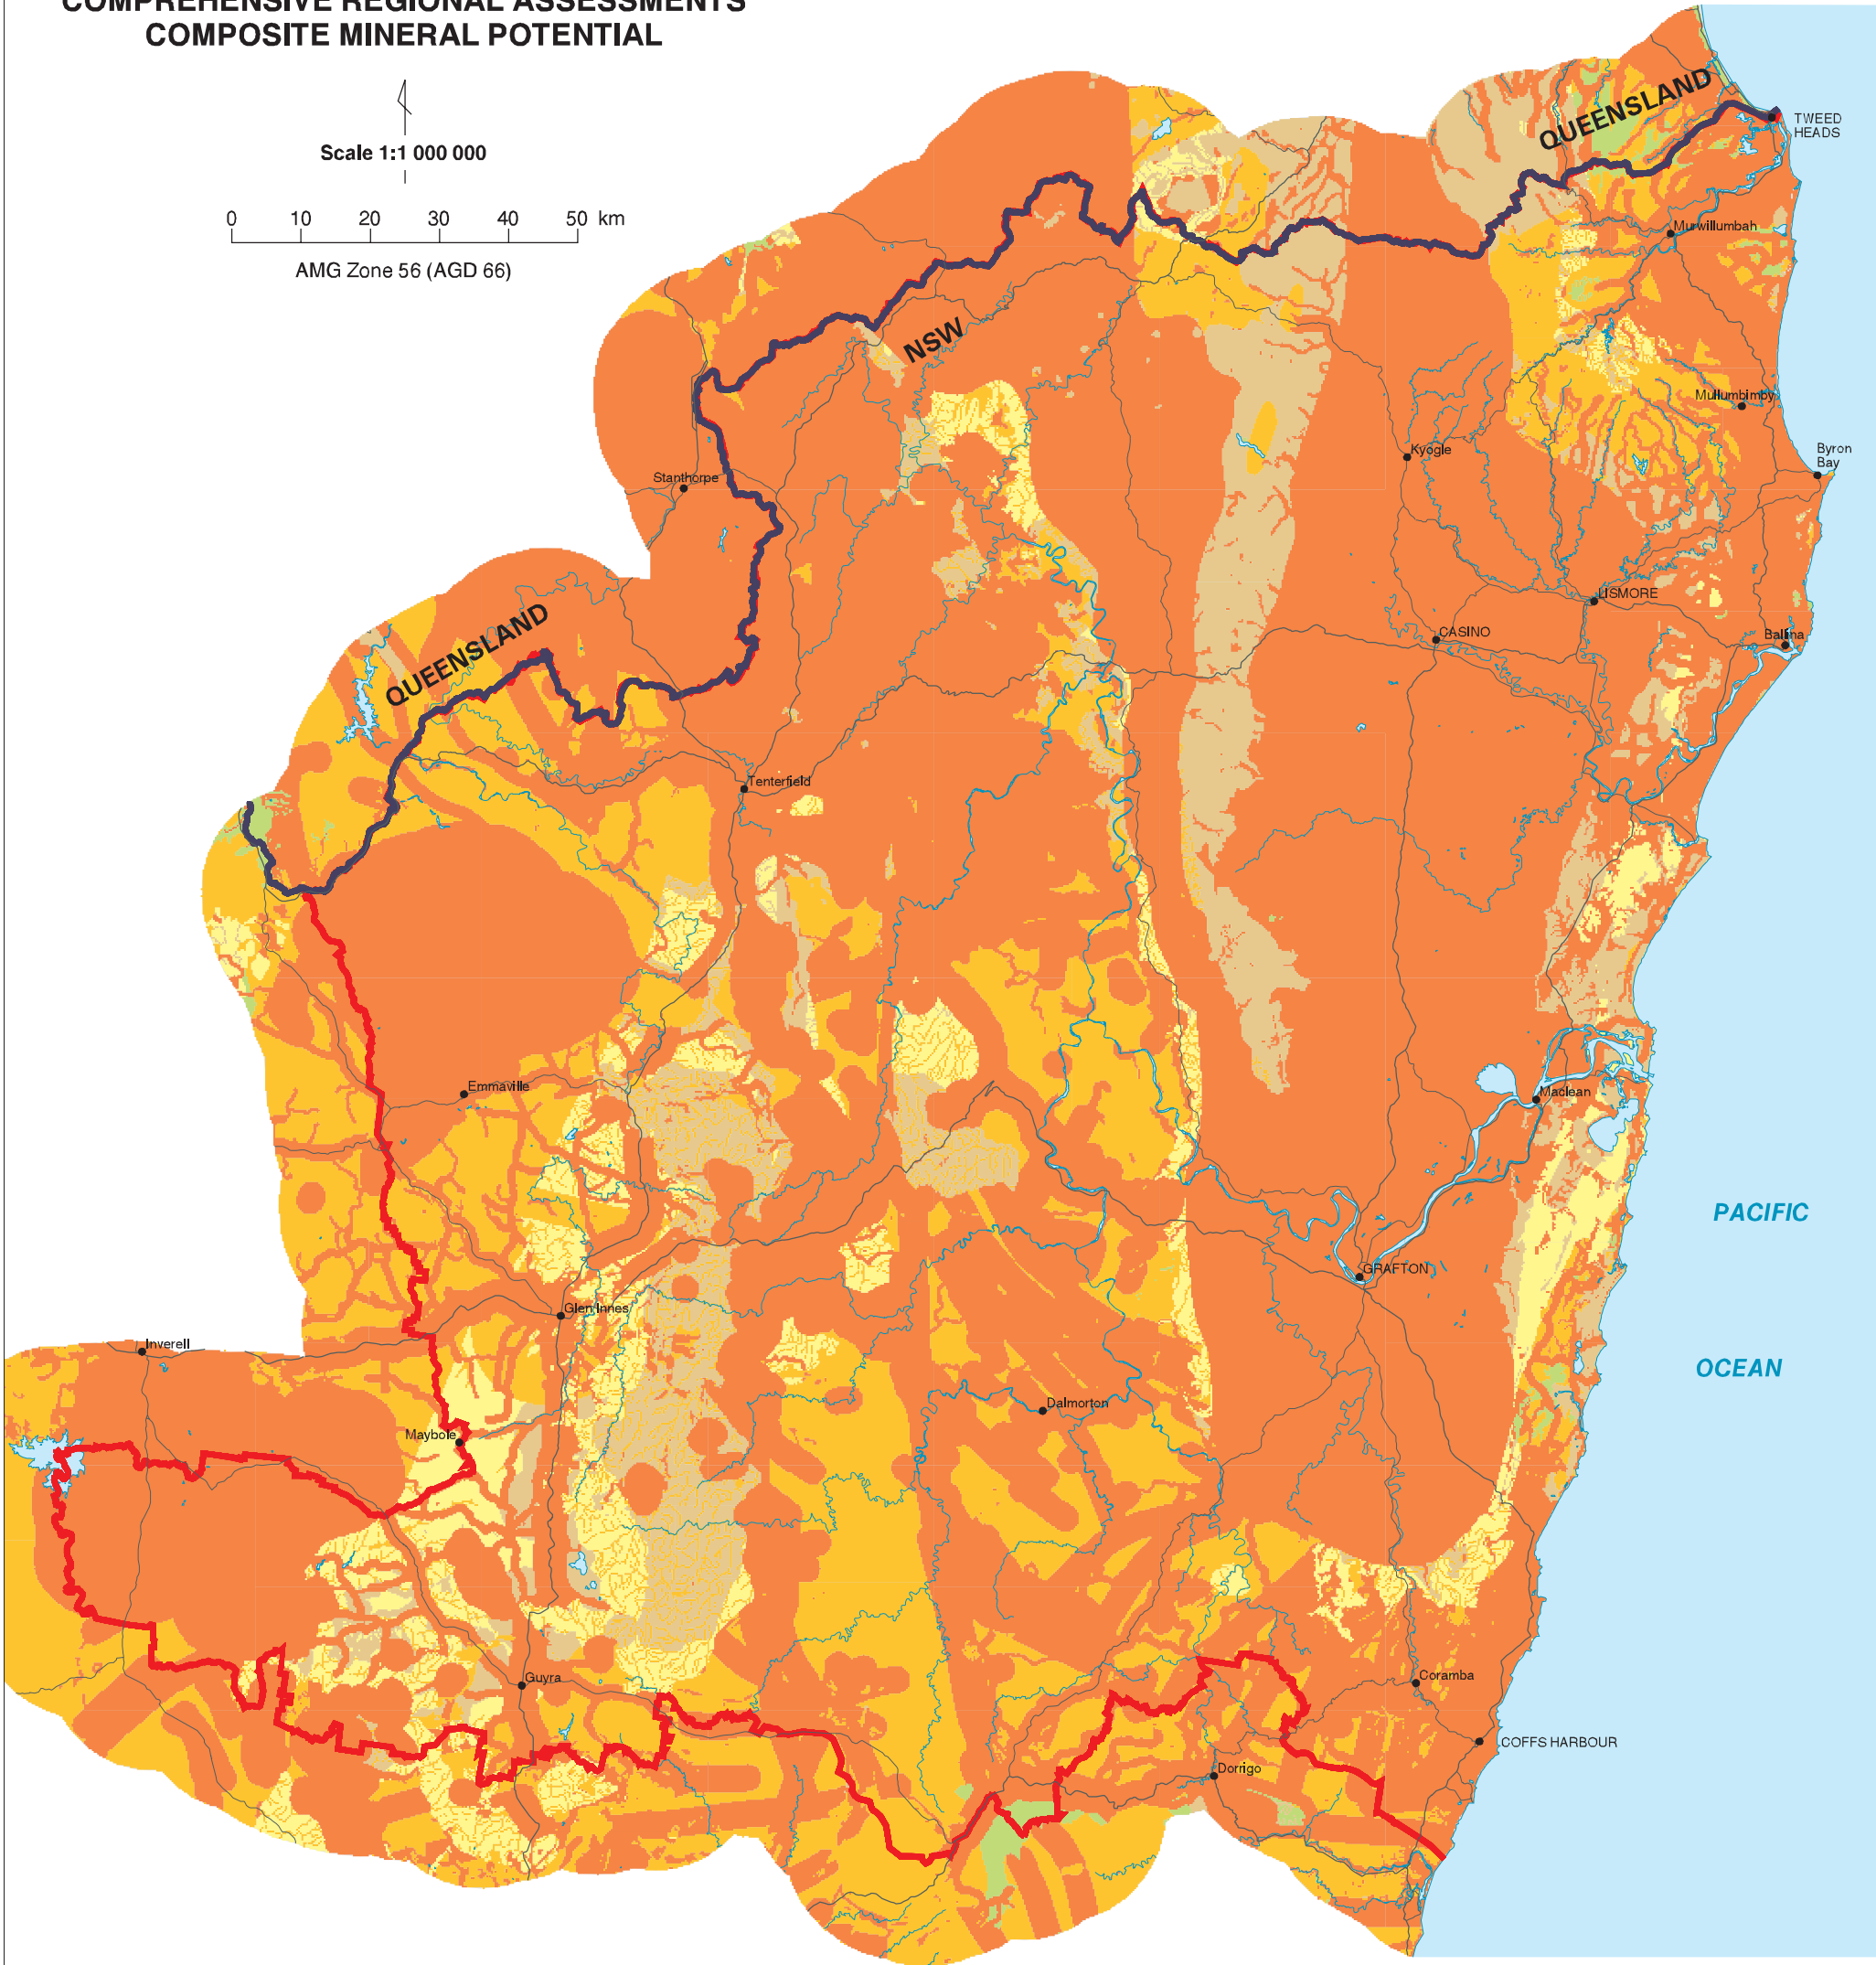 COMPREHENSIVE REGIONAL ASSESSMENTS
COMPOSITE MINERAL POTENTIAL
Scale 1:1 000 000
0 10 20 30 40 50 km
AMG Zone 56 (AGD 66)
QUEENSLAND
TWEED
HEADS
Murwillumbah
NSW
Mullumbimby
Byron
Bay
Kyogle
Stanthorpe
LISMORE
QUEENSLAND
CASINO
Ballina
Tenterfield
Emmaville
Maclean
PACIFIC
GRAFTON
Glen Innes
Inverell
OCEAN
Dalmorton
Maybole
Guyra
Coramba
COFFS HARBOUR
Dorrigo